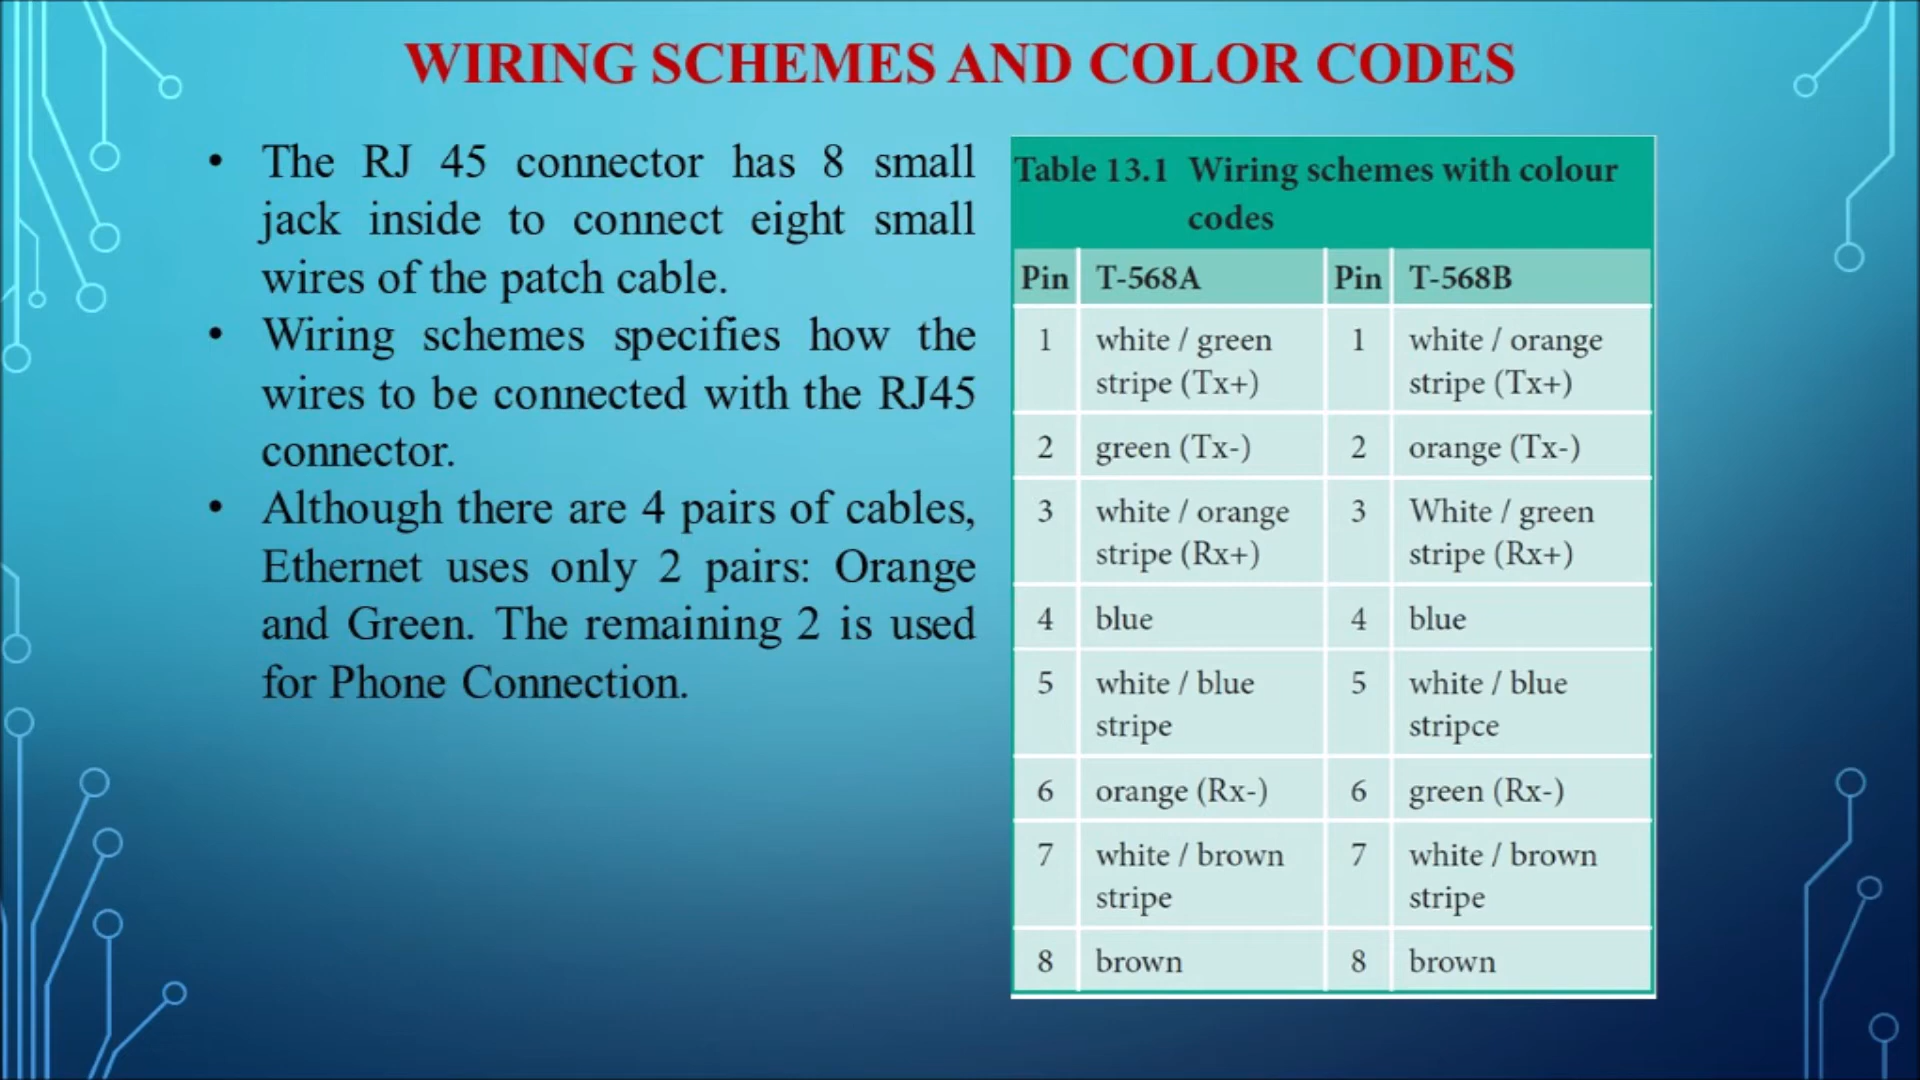 WIRING SCHEMES AND COLOR CODES
• The RJ 45 connector has 8 small
jack inside to connect eight small
wires of the patch cable.
• Wiring schemes specifies how the
wires to be connected with the RJ45
connector.
• Although there are 4 pairs of cables,
Ethernet uses only 2 pairs: Orange
and Green. The remaining 2 is used
for Phone Connection.
Table 13.1 Wiring schemes with colour
codes
Pin T-568A Pin T-568B
1 white / green 1 white / orange
stripe (Tx+) stripe (Tx+)
2 green (Tx-) 2 orange (Tx-)
3 white / orange 3 White / green
stripe (Rx+) stripe (Rx+)
4 blue 4 blue
5 white / blue 5 white / blue
stripe stripce
6 orange (Rx-) 6 green (Rx-)
7 white / brown 7 white / brown
stripe stripe
8 brown 8 brown